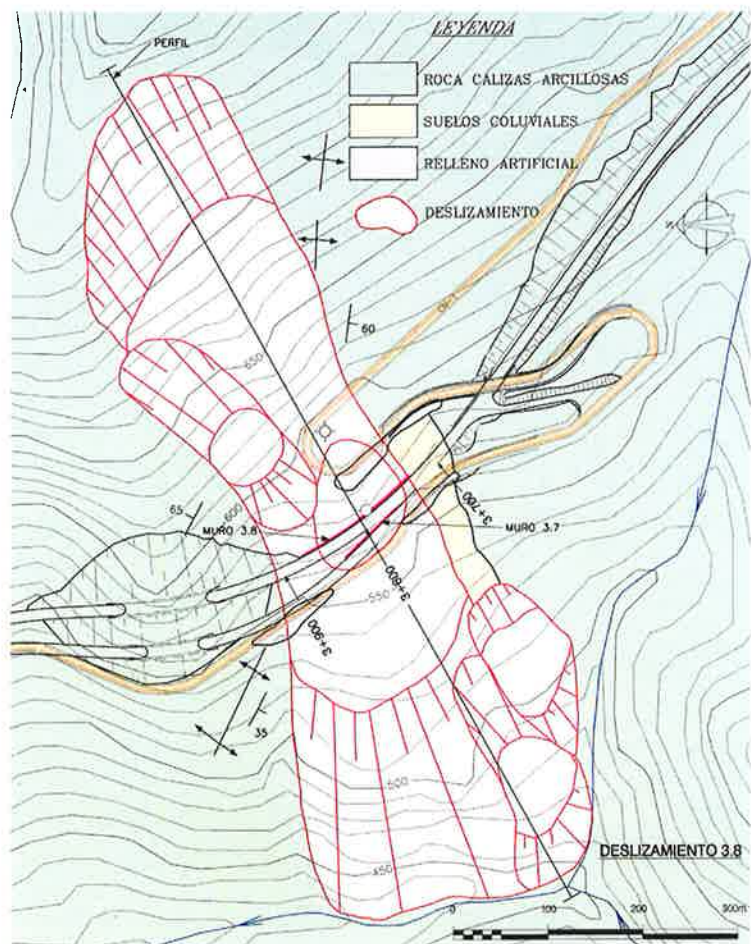 LEYENDA
PERFIL
ROCA CALIZAS ARCILLOSAS
SUELOS COLUVIALES
RELLENO ARTIFICIAL
DESLIZAMIENTO
N
60
650
65
600
3+700
MURO 3.8
MURO 3.7
550
3+800
3+900
35
500
DESLIZAMIENTO 3.8
450
0 100 200 300m